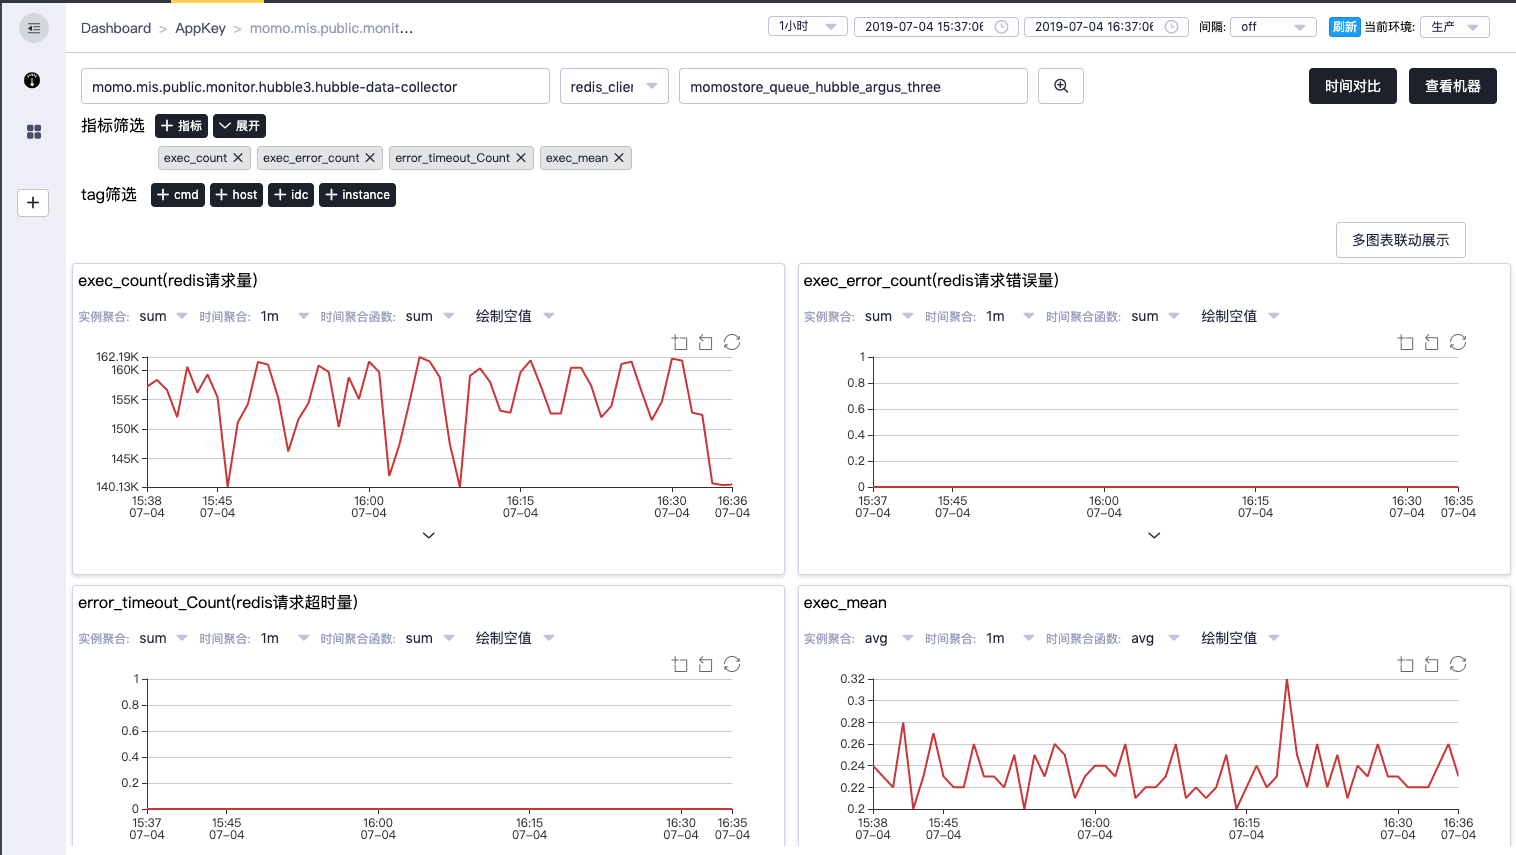 Dashboard > AppKey > momo.mis.public.monit... 1小时 2019-07-04 15:37:06 2019-07-04 16:37:06 间隔: off 刷新 当前环境: 生产
momo.mis.public.monitor.hubble3.hubble-data-collector redis_clier momostore_queue_hubble_argus_three 时间对比 查看机器
指标筛选 + 指标 展开
exec_count × exec_error_count × error_timeout_Count × exec_mean ×
tag筛选 + cmd + host + idc + instance
多图表联动展示
exec_count(redis请求量)
实例聚合: sum 时间聚合: 1m 时间聚合函数: sum 绘制空值
162.19K
160K
155K
150K
145K
140.13K
15:38 15:45 16:00 16:15 16:30 16:36
07-04 07-04 07-04 07-04 07-04 07-04
exec_error_count(redis请求错误量)
实例聚合: sum 时间聚合: 1m 时间聚合函数: sum 绘制空值
1
0.8
0.6
0.4
0.2
0
15:37 15:45 16:00 16:15 16:30 16:35
07-04 07-04 07-04 07-04 07-04 07-04
error_timeout_Count(redis请求超时量)
实例聚合: sum 时间聚合: 1m 时间聚合函数: sum 绘制空值
1
0.8
0.6
0.4
0.2
0
15:37 15:45 16:00 16:15 16:30 16:35
07-04 07-04 07-04 07-04 07-04 07-04
exec_mean
实例聚合: avg 时间聚合: 1m 时间聚合函数: avg 绘制空值
0.32
0.3
0.28
0.26
0.24
0.22
0.2
15:38 15:45 16:00 16:15 16:30 16:36
07-04 07-04 07-04 07-04 07-04 07-04